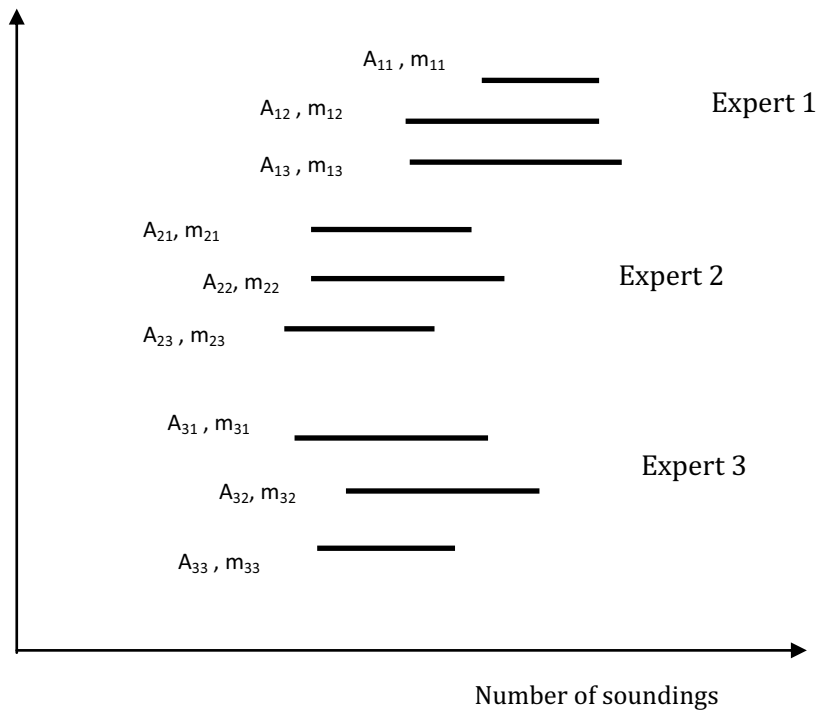 A₁₁ , m₁₁
Expert 1
A₁₂ , m₁₂
A₁₃ , m₁₃
A₂₁, m₂₁
Expert 2
A₂₂, m₂₂
A₂₃ , m₂₃
A₃₁ , m₃₁
Expert 3
A₃₂, m₃₂
A₃₃ , m₃₃
Number of soundings